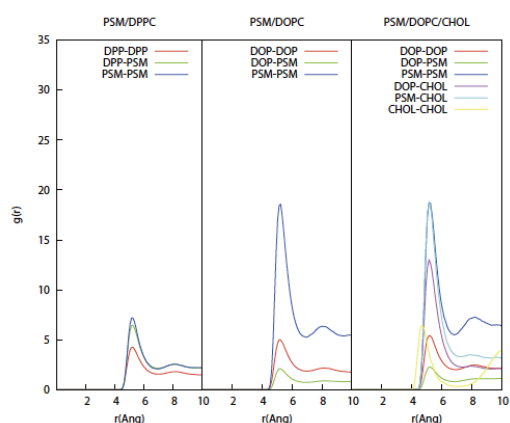 PSM/DPPC PSM/DOPC PSM/DOPC/CHOL
35
30
25
20
15
10
5
0
g(r)
DPP-DPP
DPP-PSM
PSM-PSM
DOP-DOP
DOP-PSM
PSM-PSM
DOP-DOP
DOP-PSM
PSM-PSM
DOP-CHOL
PSM-CHOL
CHOL-CHOL
2 4 6 8 10 2 4 6 8 10 2 4 6 8 10
r(Ang) r(Ang) r(Ang)